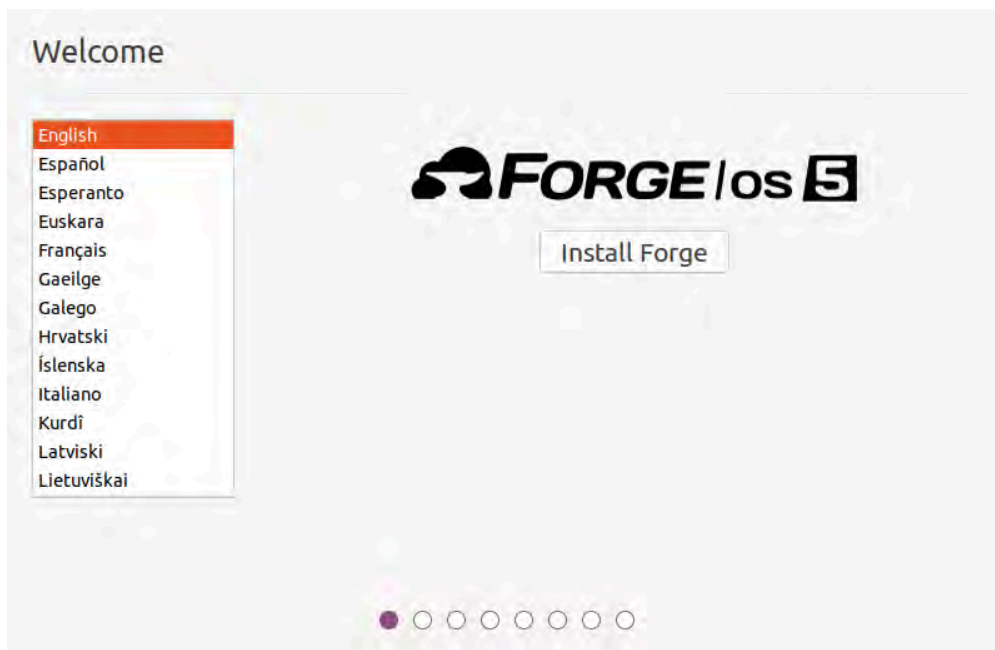 Welcome
English
Español
Esperanto
Euskara
Français
Gaeilge
Galego
Hrvatski
Íslenska
Italiano
Kurdî
Latviski
Lietuviškai
FORGE/os 5
Install Forge